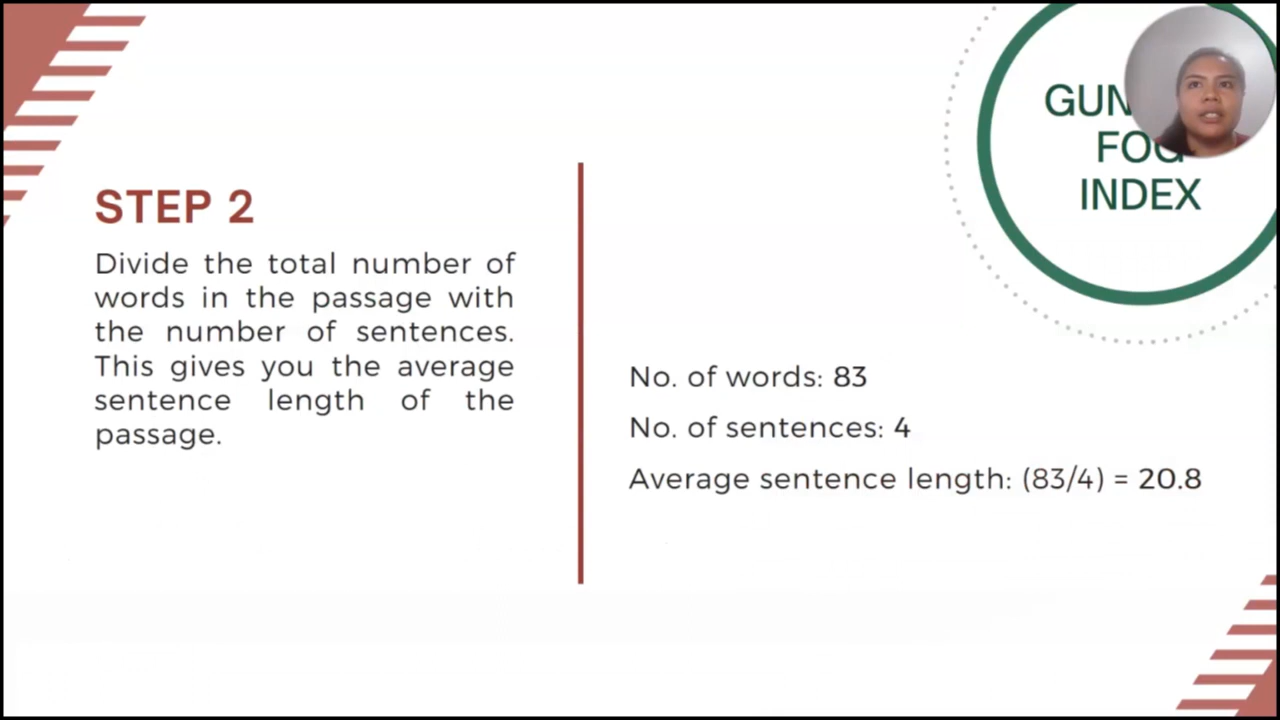 STEP 2
Divide the total number of
words in the passage with
the number of sentences.
This gives you the average
sentence length of the
passage.
FOG
INDEX
No. of words: 83
No. of sentences: 4
Average sentence length: (83/4) = 20.8